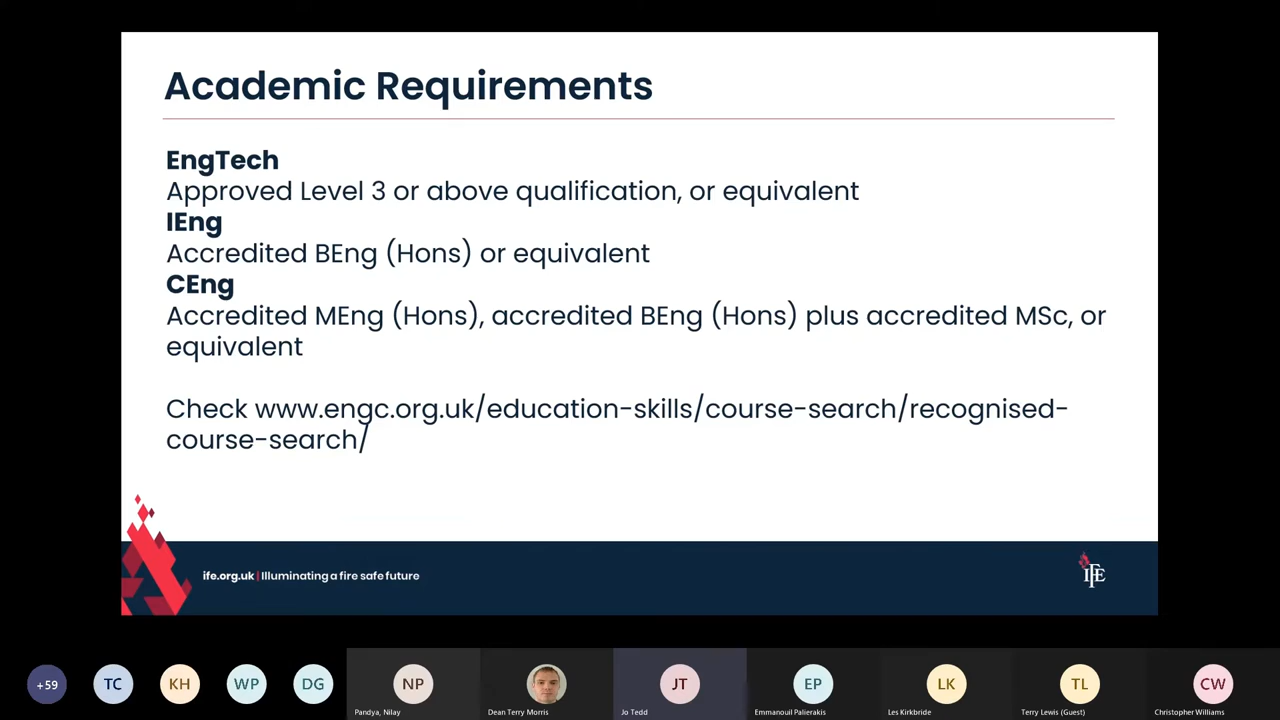 Academic Requirements
EngTech
Approved Level 3 or above qualification, or equivalent
IEng
Accredited BEng (Hons) or equivalent
CEng
Accredited MEng (Hons), accredited BEng (Hons) plus accredited MSc, or
equivalent
Check www.engc.org.uk/education-skills/course-search/recognised-
course-search/
ife.org.uk | Illuminating a fire safe future
IFE
+59 TC KH WP DG NP JT EP LK TL CW
Pandya, Nilay Dean Terry Morris Jo Tedd Emmanouil Palierakis Les Kirkbride Terry Lewis (Guest) Christopher Williams